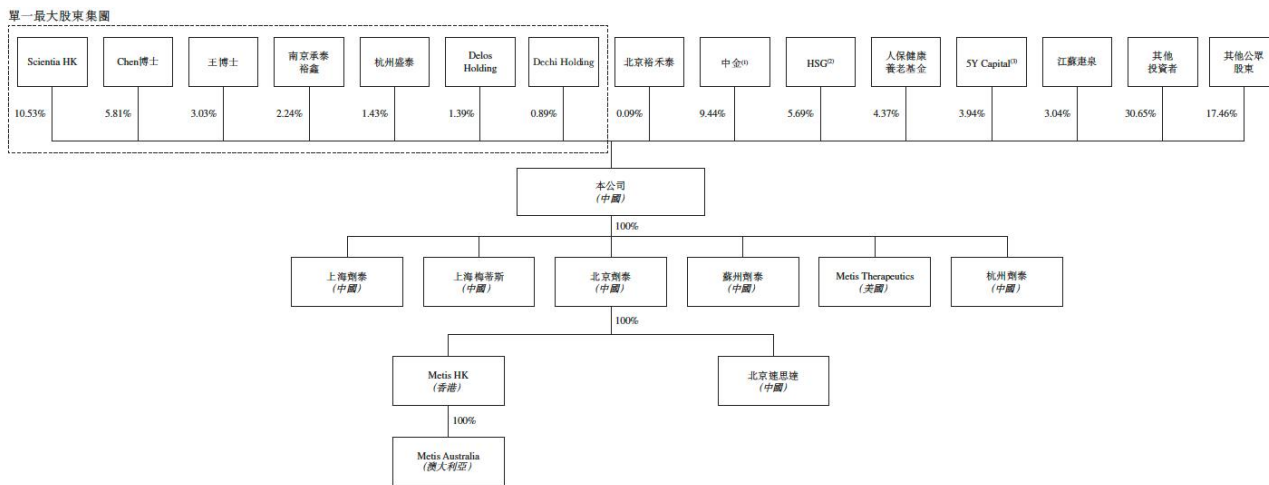 單一最大股東集團
Scientia HK
Chen博士
王博士
南京承泰
裕鑫
杭州盛泰
Delos
Holding
Dechi Holding
北京裕禾泰
中金(1)
HSG(2)
人保健康
養老基金
5Y Capital(3)
江蘇疌泉
其他
投資者
其他公眾
股東
10.53%
5.81%
3.03%
2.24%
1.43%
1.39%
0.89%
0.09%
9.44%
5.69%
4.37%
3.94%
3.04%
30.65%
17.46%
本公司
(中國)
100%
上海劑泰
(中國)
上海梅蒂斯
(中國)
北京劑泰
(中國)
蘇州劑泰
(中國)
Metis Therapeutics
(美國)
杭州劑泰
(中國)
100%
Metis HK
(香港)
北京達思達
(中國)
100%
Metis Australia
(澳大利亞)